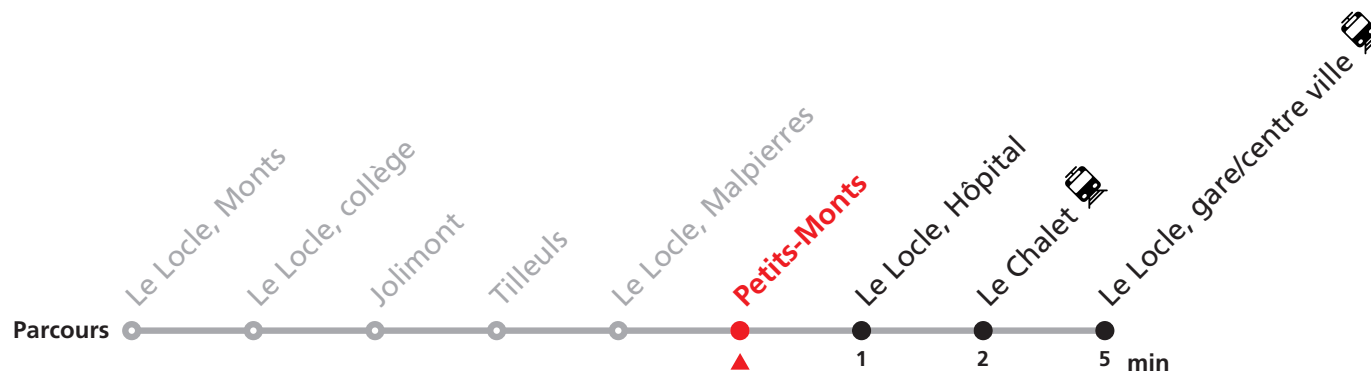 Le Locle, Monts
Le Locle, collège
Jolimont
Tilleuls
Le Locle, Malpierres
Petits-Monts
Le Locle, Hôpital
Le Chalet
Le Locle, gare/centre ville
Parcours
1 2 5 min